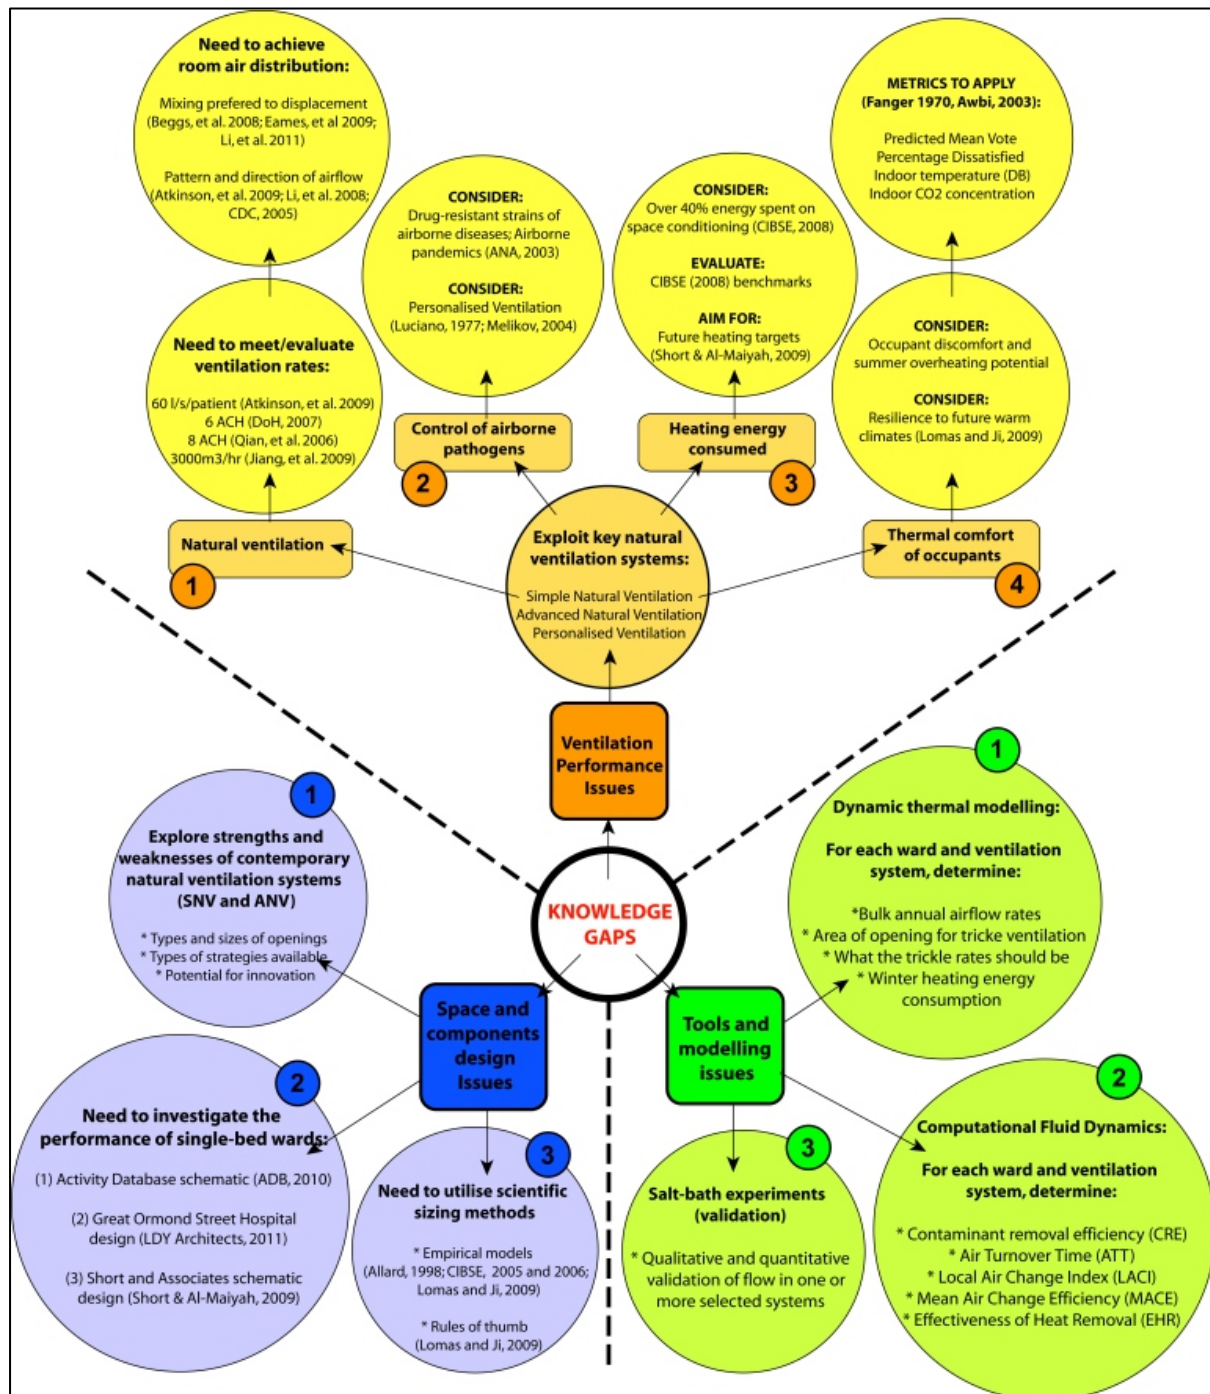 Need to achieve
room air distribution:
Mixing prefered to displacement
(Beggs, et al. 2008; Eames, et al 2009;
Li, et al. 2011)
Pattern and direction of airflow
(Atkinson, et al. 2009; Li, et al. 2008;
CDC, 2005)
METRICS TO APPLY
(Fanger 1970, Awbi, 2003):
Predicted Mean Vote
Percentage Dissatisfied
Indoor temperature (DB)
Indoor CO2 concentration
CONSIDER:
Drug-resistant strains of
airborne diseases; Airborne
pandemics (ANA, 2003)
CONSIDER:
Personalised Ventilation
(Luciano, 1977; Melikov, 2004)
CONSIDER:
Over 40% energy spent on
space conditioning (CIBSE, 2008)
EVALUATE:
CIBSE (2008) benchmarks
AIM FOR:
Future heating targets
(Short & Al-Maiyah, 2009)
Need to meet/evaluate
ventilation rates:
60 l/s/patient (Atkinson, et al. 2009)
6 ACH (DoH, 2007)
8 ACH (Qian, et al. 2006)
3000m3/hr (Jiang, et al. 2009)
CONSIDER:
Occupant discomfort and
summer overheating potential
CONSIDER:
Resilience to future warm
climates (Lomas and Ji, 2009)
Control of airborne
pathogens
2
Heating energy
consumed
3
Natural ventilation
1
Exploit key natural
ventilation systems:
Simple Natural Ventilation
Advanced Natural Ventilation
Personalised Ventilation
Thermal comfort
of occupants
4
Ventilation
Performance
Issues
KNOWLEDGE
GAPS
1
Explore strengths and
weaknesses of contemporary
natural ventilation systems
(SNV and ANV)
* Types and sizes of openings
* Types of strategies available
* Potential for innovation
1
Dynamic thermal modelling:
For each ward and ventilation
system, determine:
*Bulk annual airflow rates
* Area of opening for tricke ventilation
* What the trickle rates should be
* Winter heating energy
consumption
Space and
components
design
Issues
Tools and
modelling
issues
2
Need to investigate the
performance of single-bed wards:
(1) Activity Database schematic (ADB, 2010)
(2) Great Ormond Street Hospital
design (LDY Architects, 2011)
(3) Short and Associates schematic
design (Short & Al-Maiyah, 2009)
3
Need to utilise scientific
sizing methods
* Empirical models
(Allard, 1998; CIBSE, 2005 and 2006;
Lomas and Ji, 2009)
* Rules of thumb
(Lomas and Ji, 2009)
3
Salt-bath experiments
(validation)
* Qualitative and quantitative
validation of flow in one or
more selected systems
2
Computational Fluid Dynamics:
For each ward and ventilation
system, determine:
* Contaminant removal efficiency (CRE)
* Air Turnover Time (ATT)
* Local Air Change Index (LACI)
* Mean Air Change Efficiency (MACE)
* Effectiveness of Heat Removal (EHR)